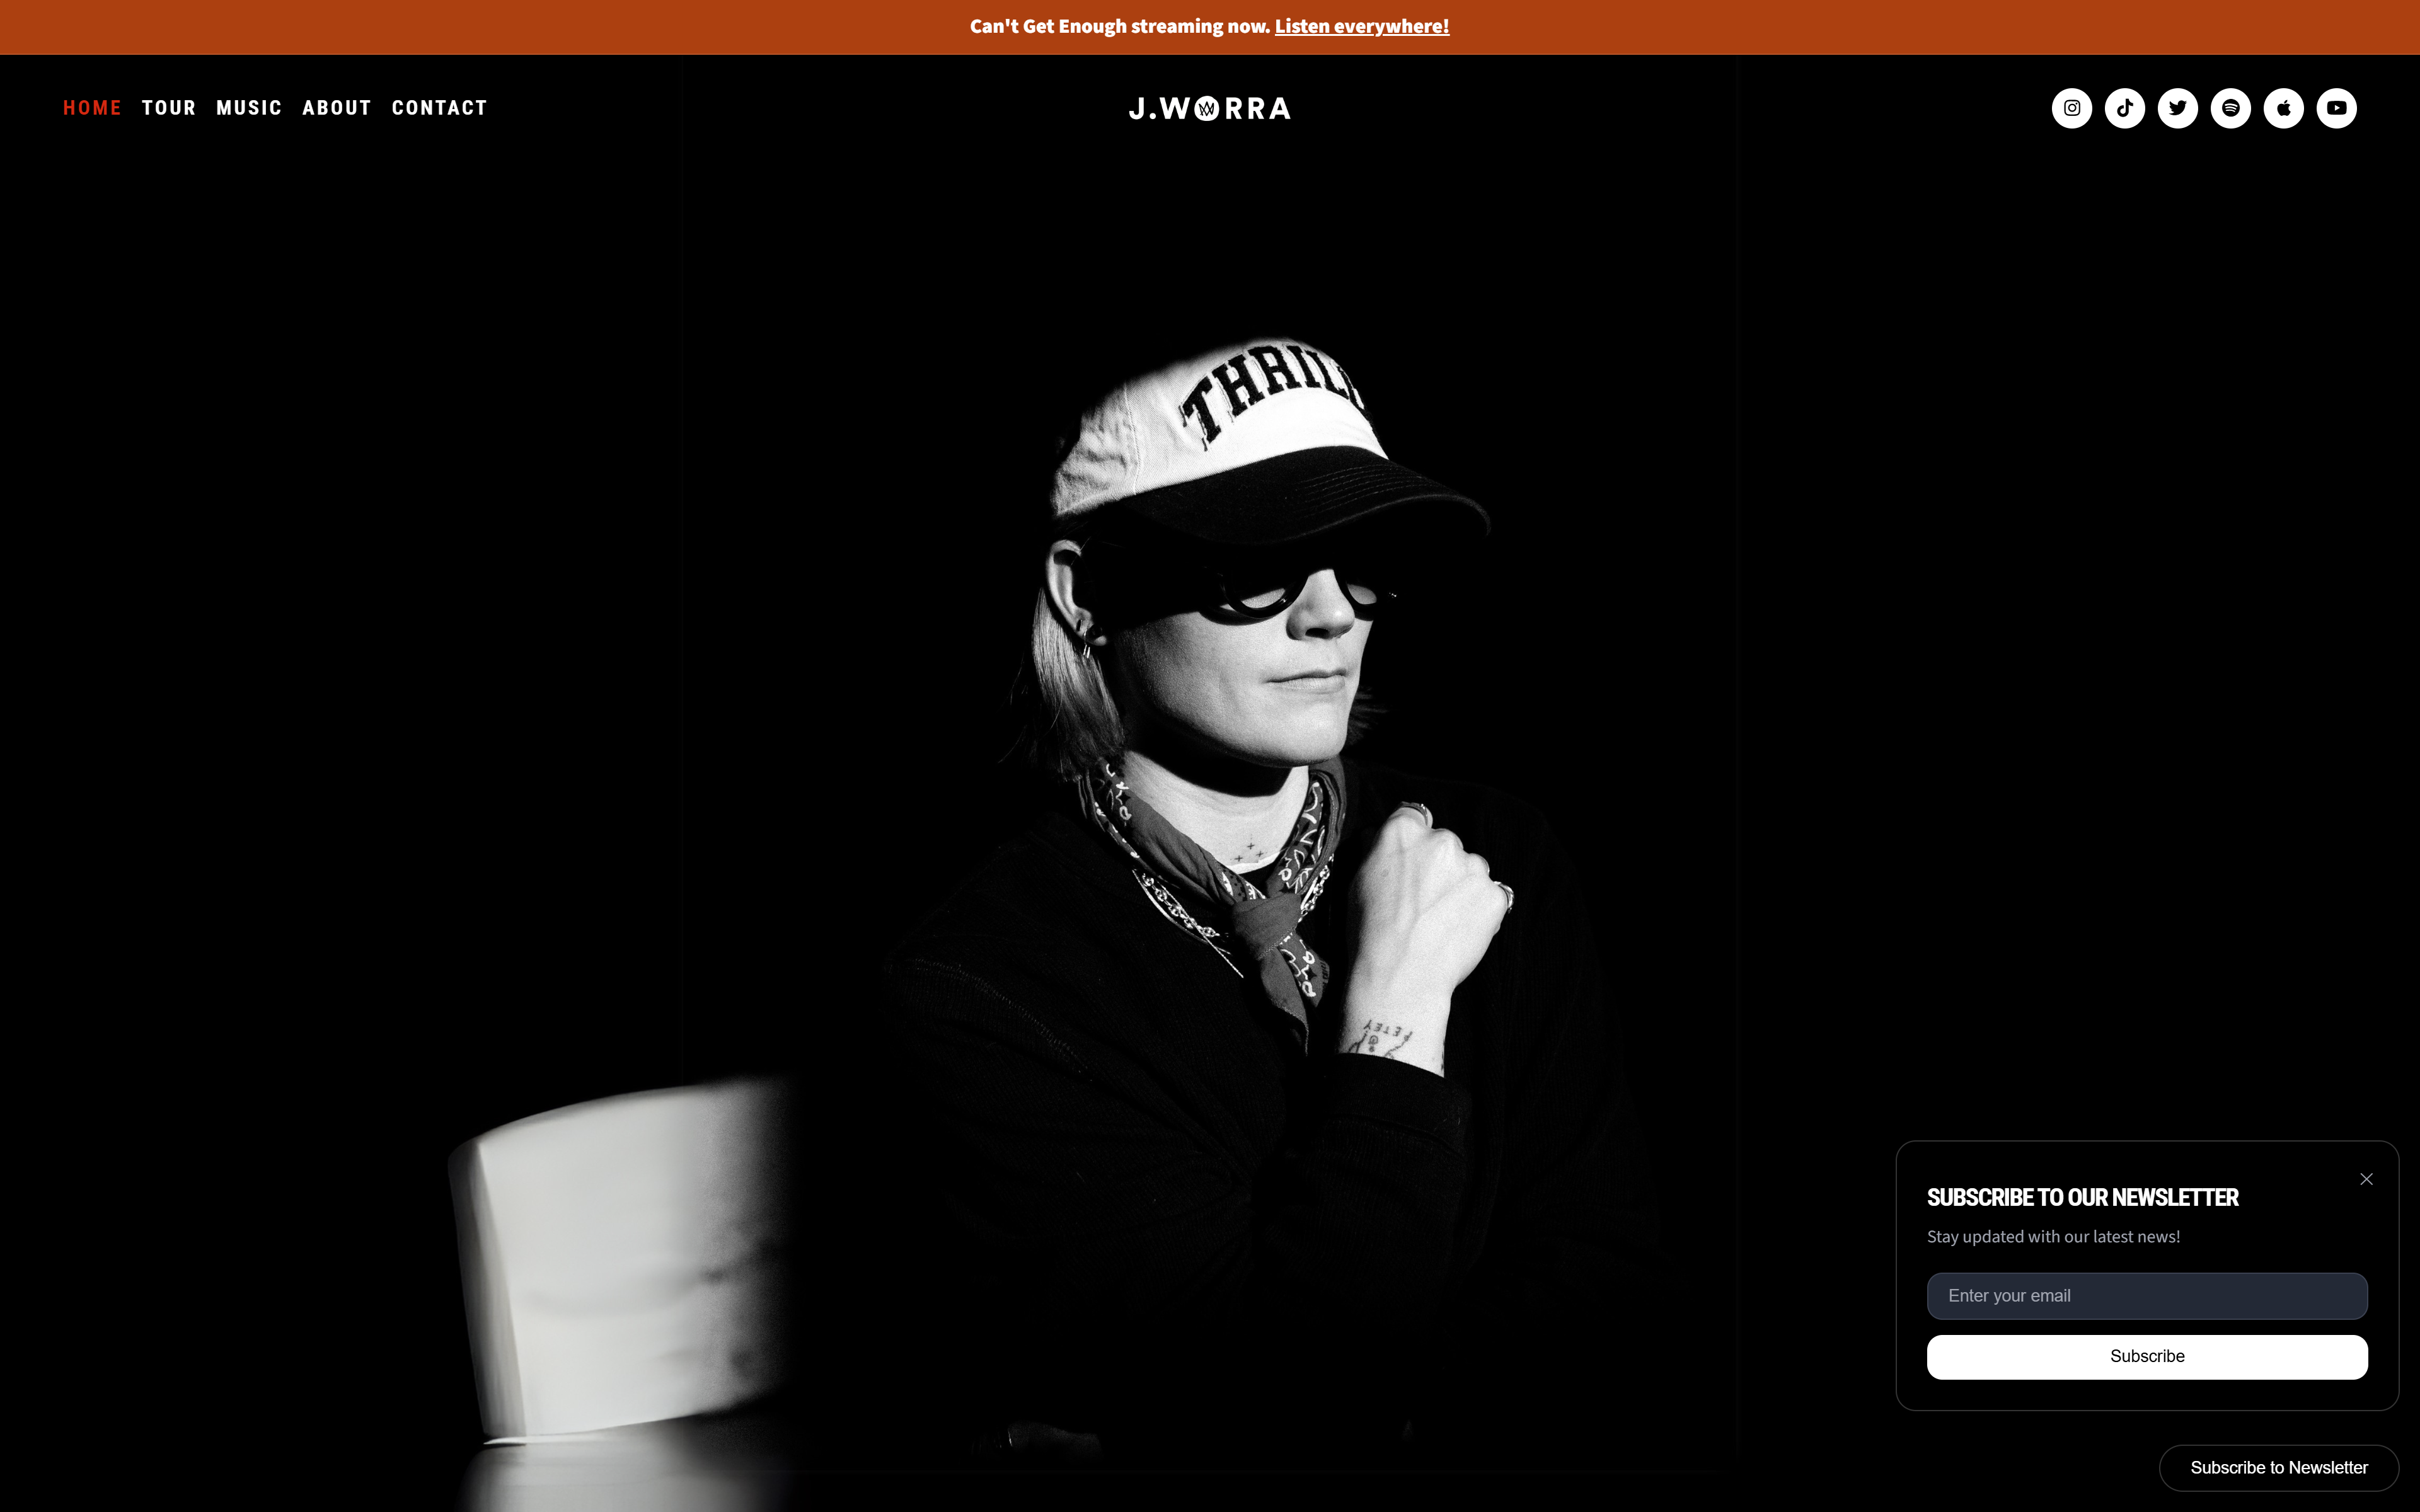 Can't Get Enough streaming now. Listen everywhere!
HOME TOUR MUSIC ABOUT CONTACT
J.WORRA
THRILL
PETEY
SUBSCRIBE TO OUR NEWSLETTER
Stay updated with our latest news!
Enter your email
Subscribe
Subscribe to Newsletter